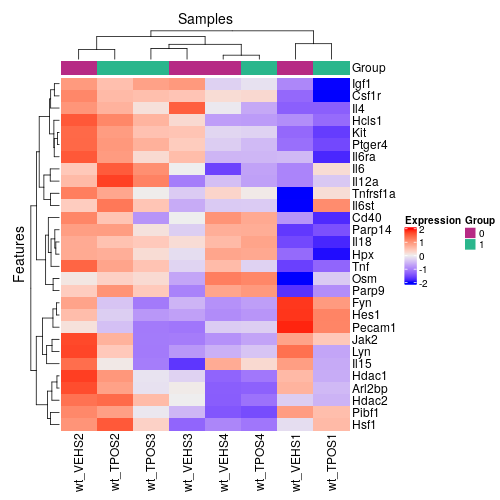 Samples
Group
Igf1
Csf1r
Il4
Hcls1
Kit
Ptger4
Il6ra
Il6
Il12a
Tnfrsf1a
Il6st
Cd40
Parp14
Il18
Hpx
Tnf
Osm
Parp9
Fyn
Hes1
Pecam1
Jak2
Lyn
Il15
Hdac1
Arl2bp
Hdac2
Pibf1
Hsf1
Features
Expression Group
2 0
1 1
0
-1
-2
wt_VEHS2 wt_TPOS2 wt_TPOS3 wt_VEHS3 wt_VEHS4 wt_TPOS4 wt_VEHS1 wt_TPOS1